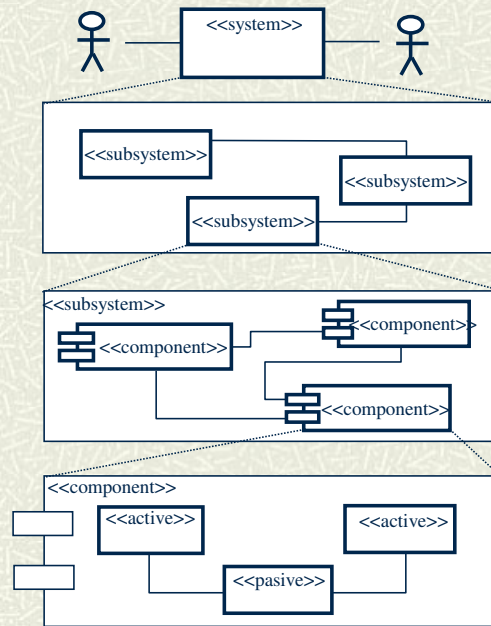 <<system>>
<<subsystem>>
<<subsystem>>
<<subsystem>>
<<subsystem>>
<<component>>
<<component>>
<<component>>
<<component>>
<<active>>
<<active>>
<<pasive>>